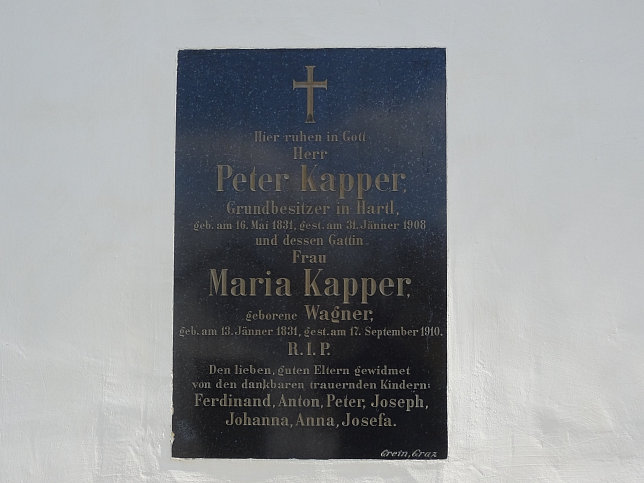 Hier ruhen in Gott
Herr
Peter Kapper,
Grundbesitzer in Hartl,
geb. am 16. Mai 1831, gest. am 31. Jänner 1908
und dessen Gattin
Frau
Maria Kapper,
geborene Wagner,
geb. am 13. Jänner 1831, gest. am 17. September 1910.
R. I. P.
Den lieben, guten Eltern gewidmet
von den dankbaren trauernden Kindern:
Ferdinand, Anton, Peter, Joseph,
Johanna, Anna, Josefa.
Grein, Graz